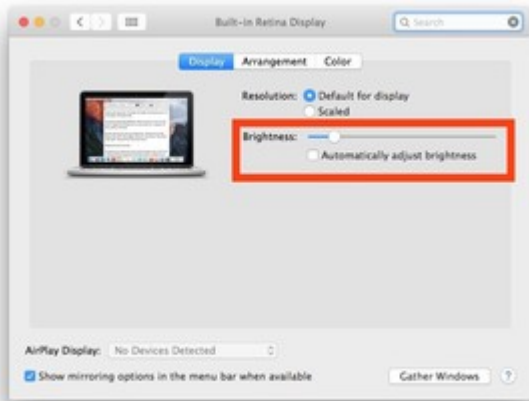 Built-in Retina Display
Search
Display Arrangement Color
Resolution: Default for display
Scaled
Brightness:
Automatically adjust brightness
AirPlay Display: No Devices Detected
Show mirroring options in the menu bar when available
Gather Windows ?